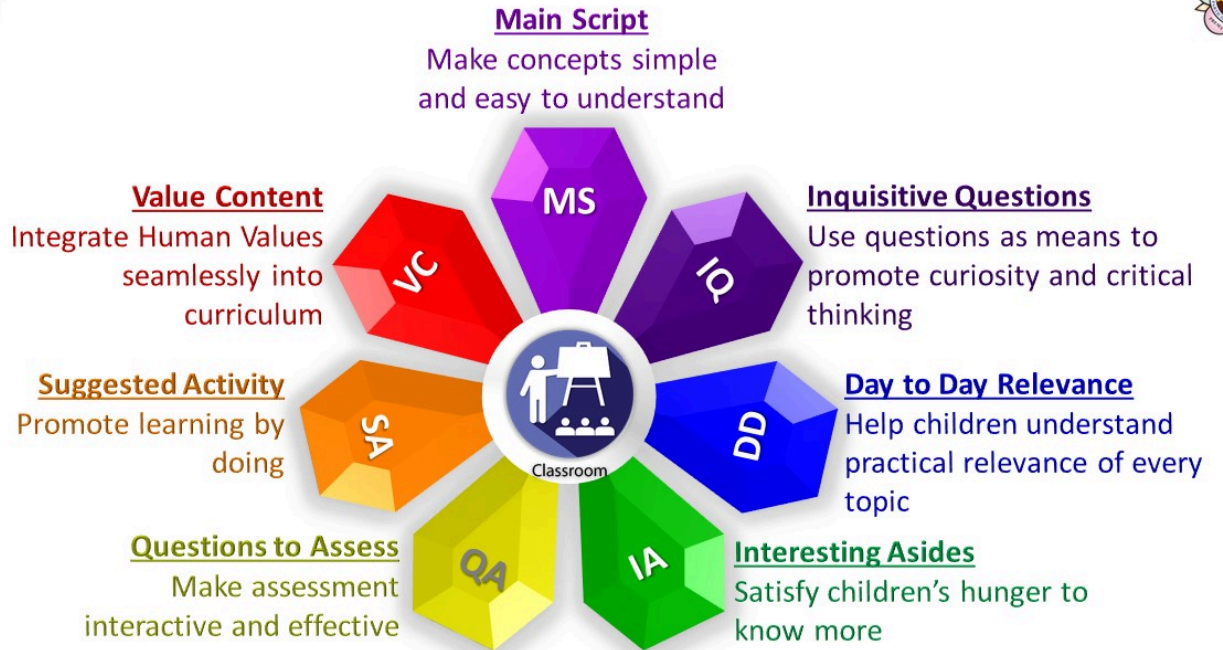 Main Script
Make concepts simple
and easy to understand
MS
Inquisitive Questions
Use questions as means to
promote curiosity and critical
thinking
IQ
Day to Day Relevance
Help children understand
practical relevance of every
topic
DD
Interesting Asides
Satisfy children’s hunger to
know more
IA
Questions to Assess
Make assessment
interactive and effective
QA
Suggested Activity
Promote learning by
doing
SA
Value Content
Integrate Human Values
seamlessly into
curriculum
VC
Classroom